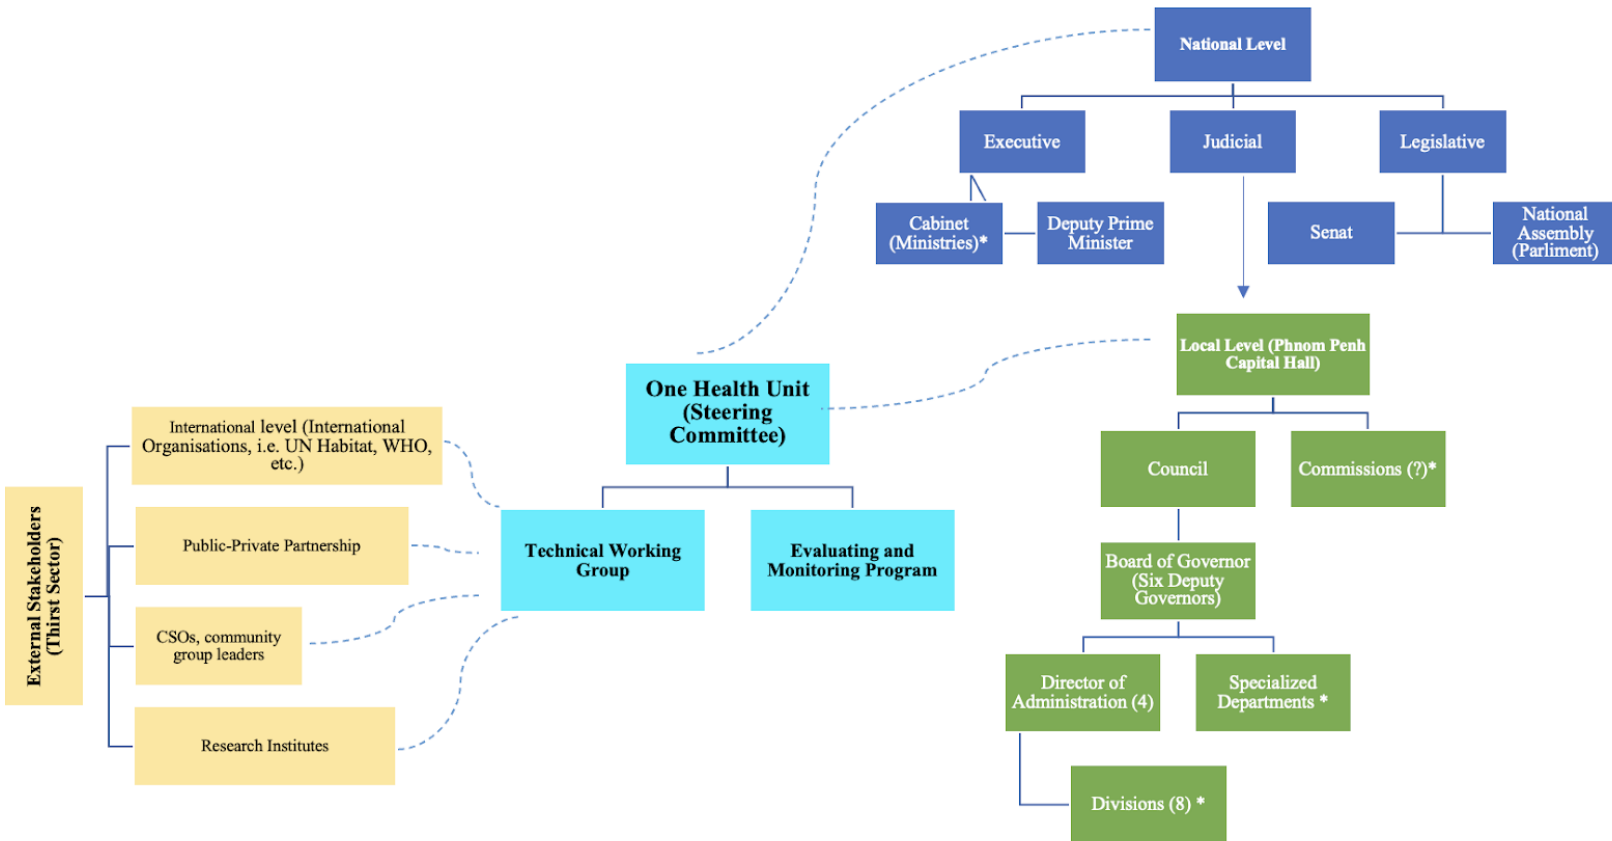 National Level
Executive
Judicial
Legislative
Cabinet
(Ministries)*
Deputy Prime
Minister
Senat
National
Assembly
(Parliment)
Local Level (Phnom Penh
Capital Hall)
Council
Commissions (?)*
Board of Governor
(Six Deputy
Governors)
Director of
Administration (4)
Specialized
Departments *
Divisions (8) *
One Health Unit
(Steering
Committee)
Technical Working
Group
Evaluating and
Monitoring Program
External Stakeholders
(Thirst Sector)
International level (International
Organisations, i.e. UN Habitat, WHO,
etc.)
Public-Private Partnership
CSOs, community
group leaders
Research Institutes